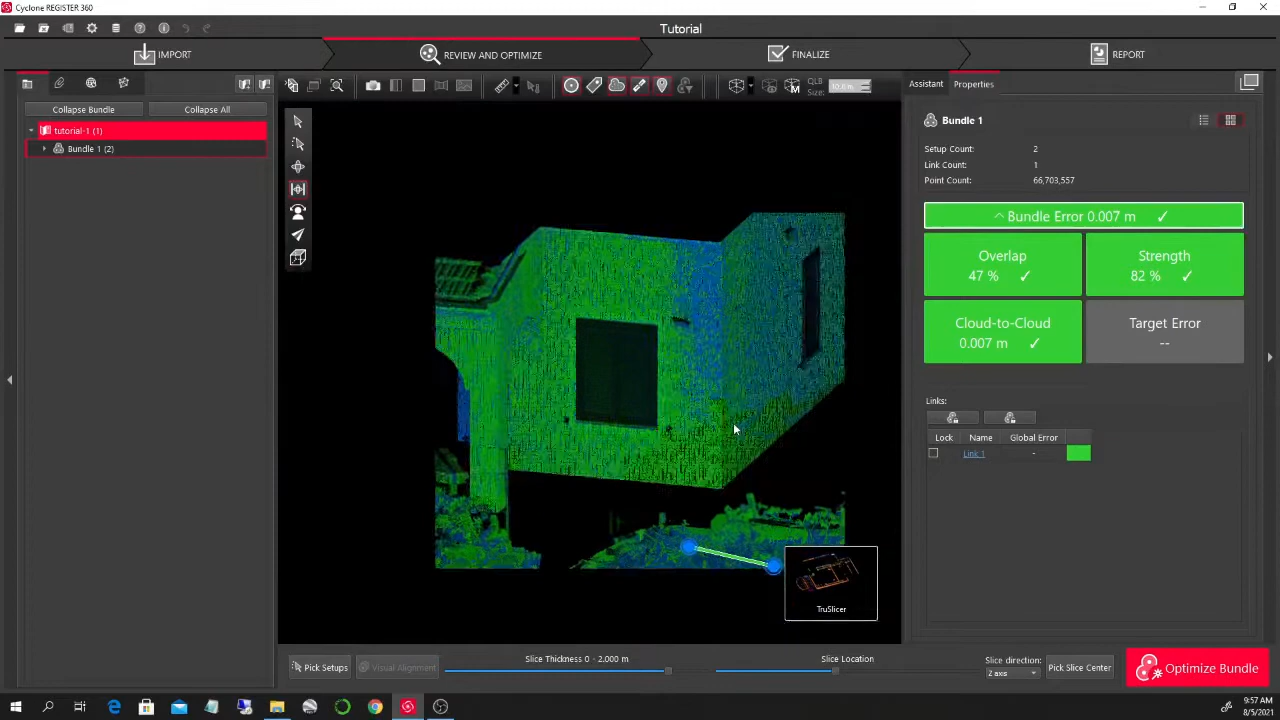 Cyclone REGISTER 360
Tutorial
IMPORT
REVIEW AND OPTIMIZE
FINALIZE
REPORT
QLB
Size:
10.0 m
Assistant
Properties
Collapse Bundle
Collapse All
tutorial-1 (1)
Bundle 1 (2)
Bundle 1
Setup Count: 2
Link Count: 1
Point Count: 66,703,557
Bundle Error 0.007 m
Overlap
47 %
Strength
82 %
Cloud-to-Cloud
0.007 m
Target Error
--
Links:
Lock Name Global Error
Link 1 -
TruSlicer
Pick Setups
Visual Alignment
Slice Thickness 0 - 2.000 m
Slice Location
Slice direction:
Z axis
Pick Slice Center
Optimize Bundle
9:57 AM
8/5/2021